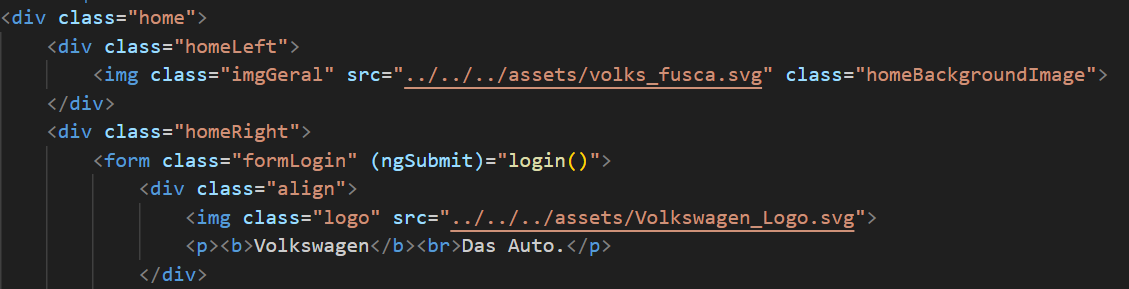 <div class="home">
<div class="homeLeft">
<img class="imgGeral" src="../../../assets/volks_fusca.svg" class="homeBackgroundImage">
</div>
<div class="homeRight">
<form class="formLogin" (ngSubmit)="login()">
<div class="align">
<img class="logo" src="../../../assets/Volkswagen_Logo.svg">
<p><b>Volkswagen</b><br>Das Auto.</p>
</div>